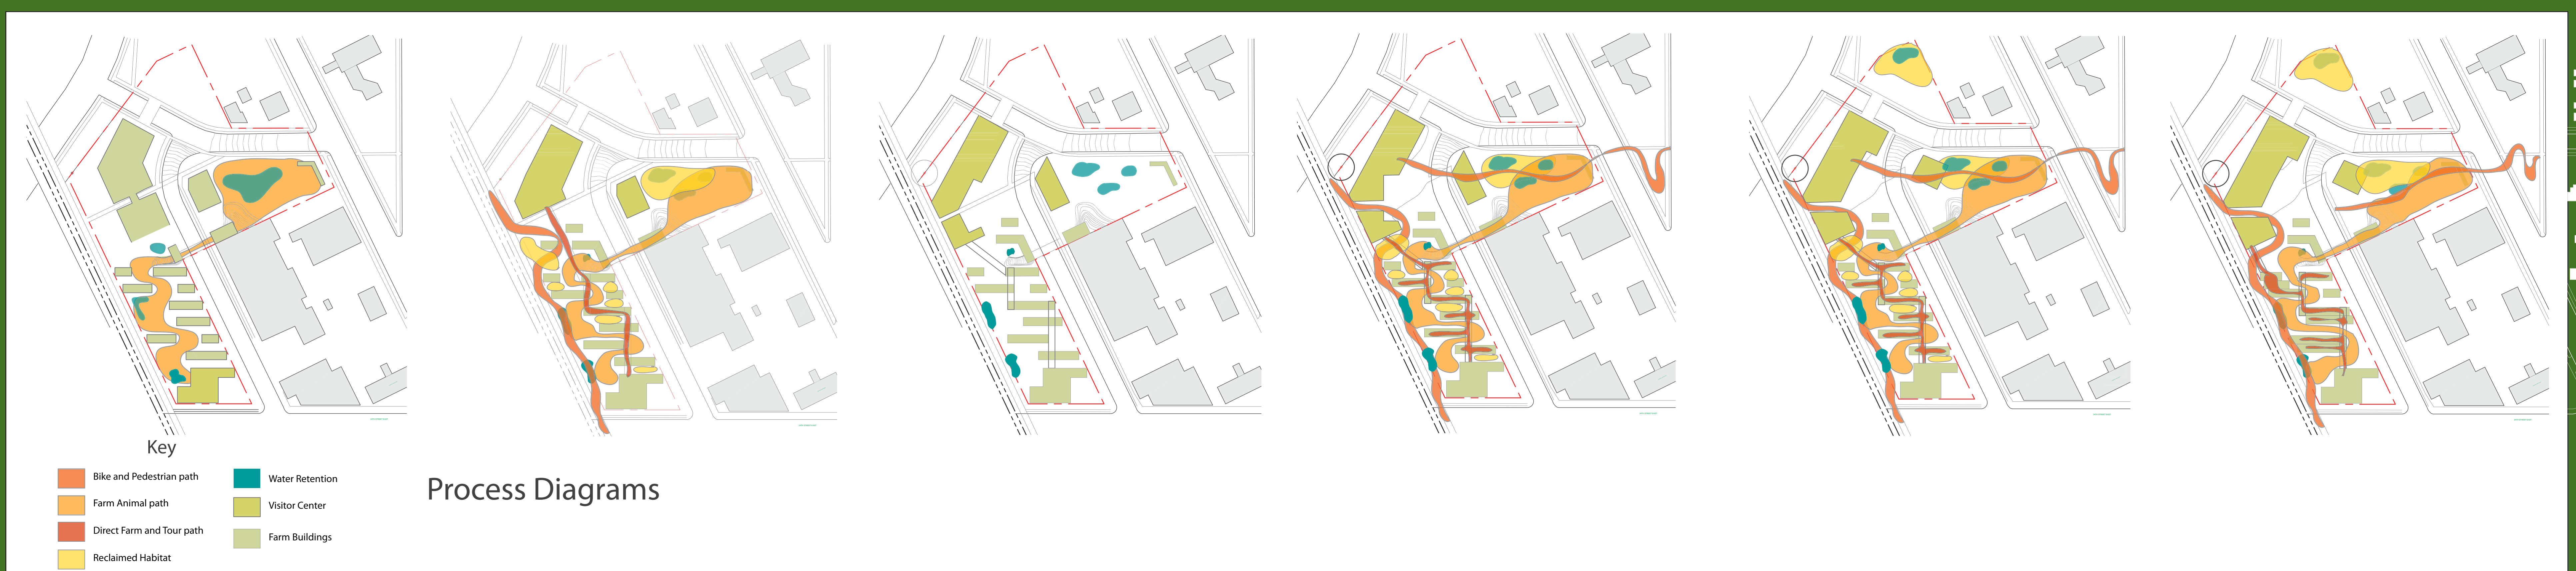 Key
Bike and Pedestrian path
Farm Animal path
Direct Farm and Tour path
Reclaimed Habitat
Water Retention
Visitor Center
Farm Buildings
Process Diagrams